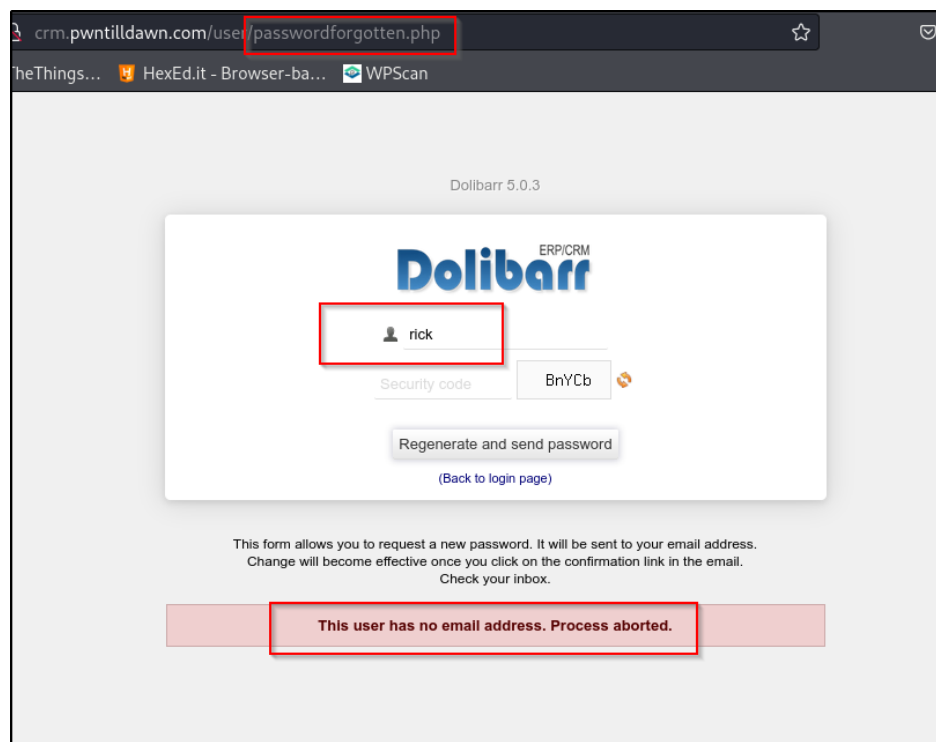 crm.pwntilldawn.com/user/passwordforgotten.php
TheThings... HexEd.it - Browser-ba... WPScan
Dolibarr 5.0.3
Dolibarr ERP/CRM
rick
Security code BnYCb
Regenerate and send password
(Back to login page)
This form allows you to request a new password. It will be sent to your email address.
Change will become effective once you click on the confirmation link in the email.
Check your inbox.
This user has no email address. Process aborted.